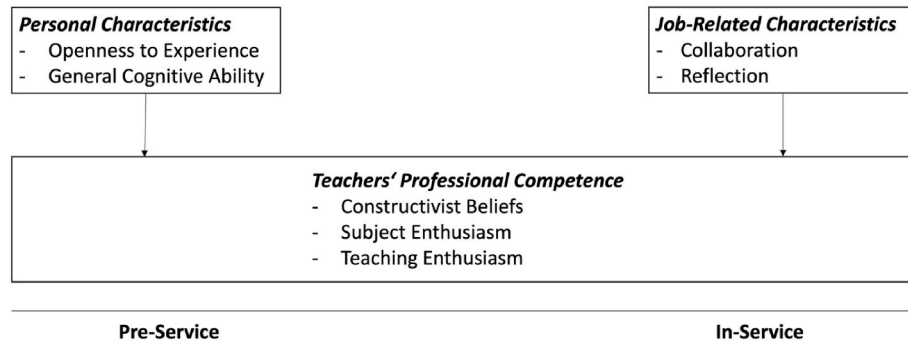 Personal Characteristics
- Openness to Experience
- General Cognitive Ability
Job-Related Characteristics
- Collaboration
- Reflection
Teachers‘ Professional Competence
- Constructivist Beliefs
- Subject Enthusiasm
- Teaching Enthusiasm
Pre-Service
In-Service